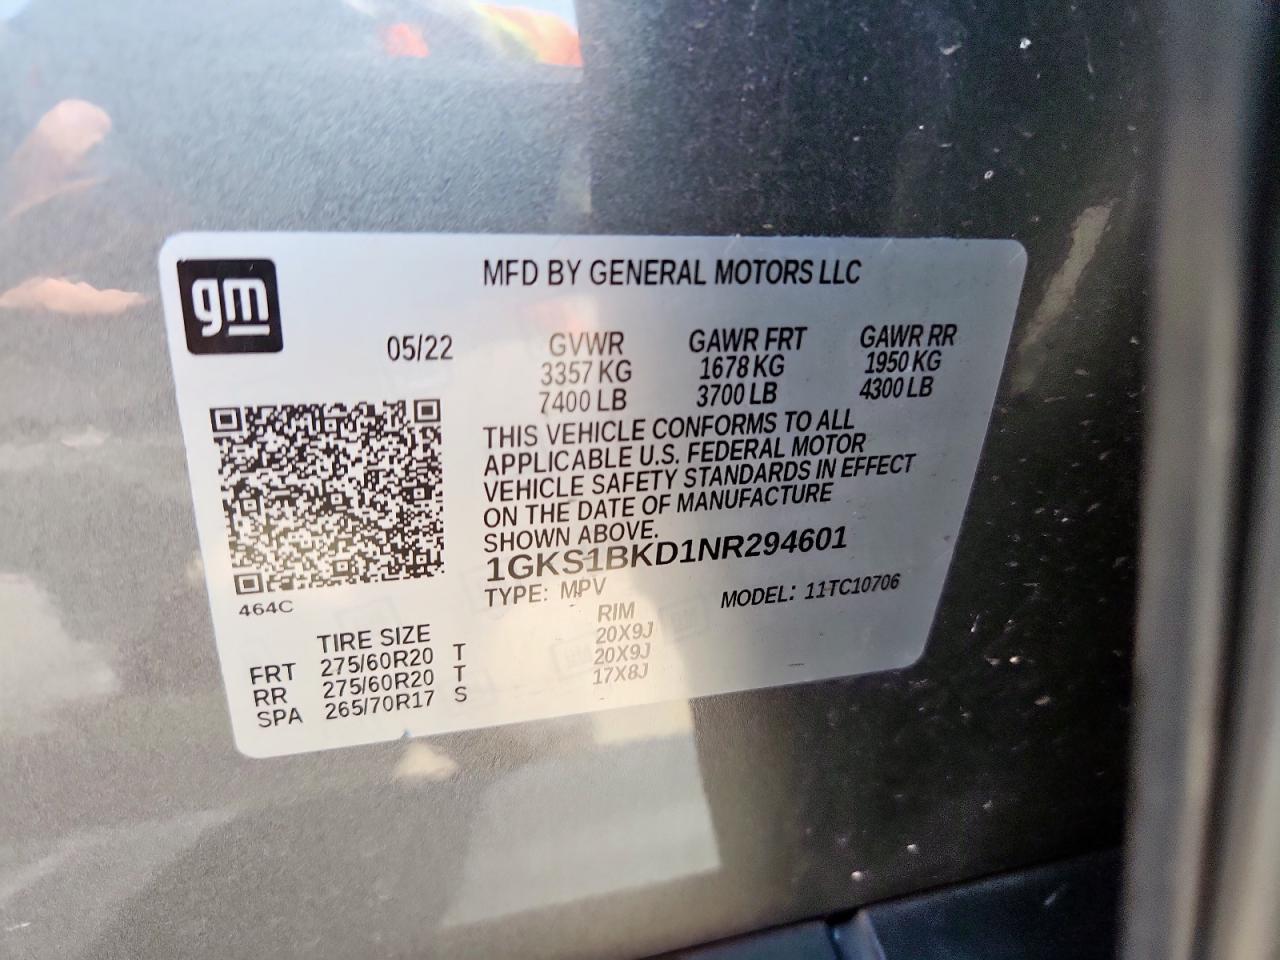 gm
MFD BY GENERAL MOTORS LLC
05/22
GVWR GAWR FRT GAWR RR
3357 KG 1678 KG 1950 KG
7400 LB 3700 LB 4300 LB
THIS VEHICLE CONFORMS TO ALL
APPLICABLE U.S. FEDERAL MOTOR
VEHICLE SAFETY STANDARDS IN EFFECT
ON THE DATE OF MANUFACTURE
SHOWN ABOVE.
1GKS1BKD1NR294601
TYPE: MPV MODEL: 11TC10706
464C
TIRE SIZE RIM
FRT 275/60R20 T 20X9J
RR 275/60R20 T 20X9J
SPA 265/70R17 S 17X8J